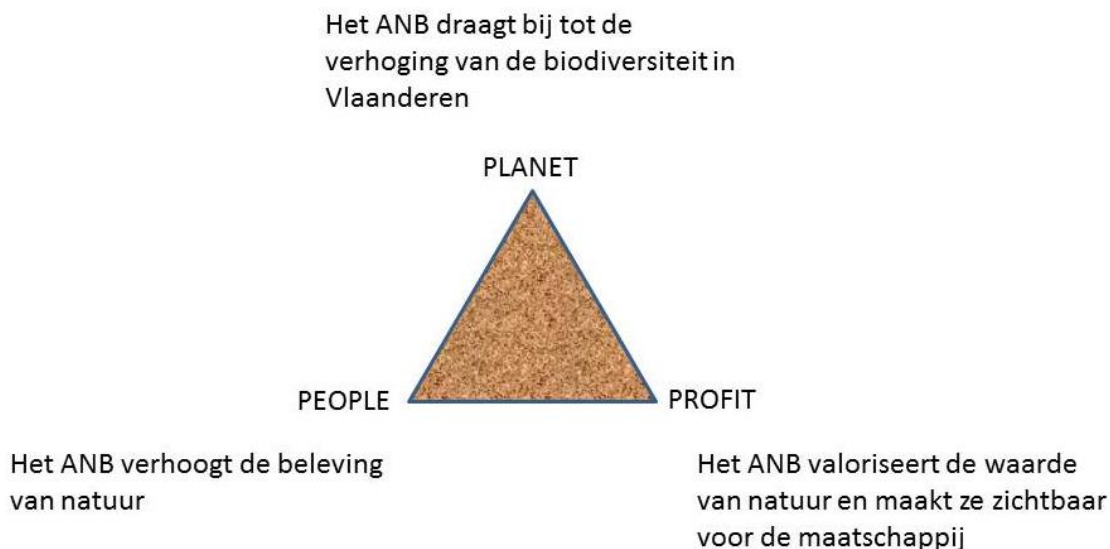 Het ANB draagt bij tot de
verhoging van de biodiversiteit in
Vlaanderen
PLANET
PEOPLE
PROFIT
Het ANB verhoogt de beleving
van natuur
Het ANB valoriseert de waarde
van natuur en maakt ze zichtbaar
voor de maatschappij